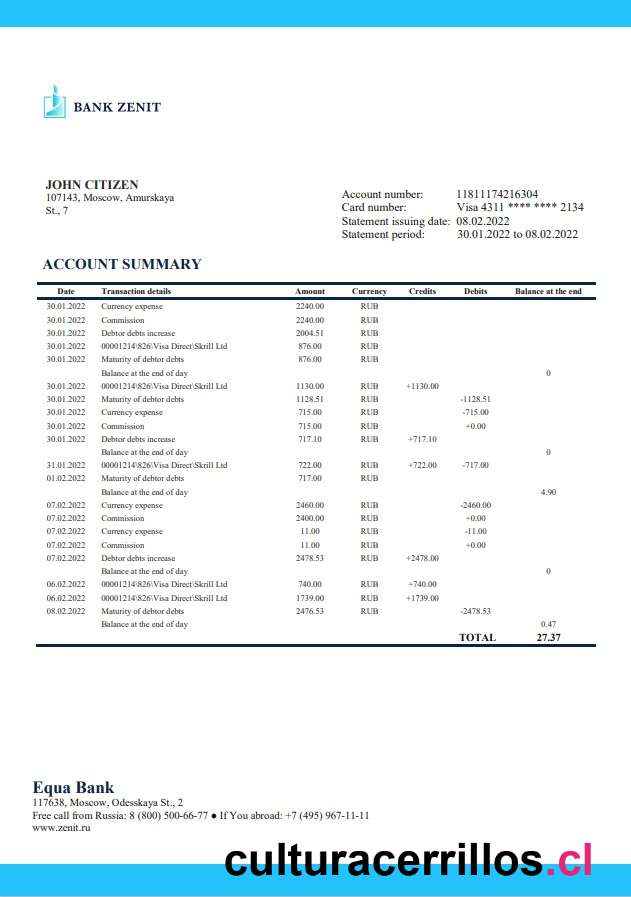 BANK ZENIT
JOHN CITIZEN
107143, Moscow, Amurskaya
St., 7
Account number: 11811174216304
Card number: Visa 4311 **** **** 2134
Statement issuing date: 08.02.2022
Statement period: 30.01.2022 to 08.02.2022
ACCOUNT SUMMARY
Date Transaction details Amount Currency Credits Debits Balance at the end
30.01.2022 Currency expense 2240.00 RUB
30.01.2022 Commission 2240.00 RUB
30.01.2022 Debtor debts increase 2004.51 RUB
30.01.2022 00001214\826\Visa Direct\Skrill Ltd 876.00 RUB
30.01.2022 Maturity of debtor debts 876.00 RUB
Balance at the end of day 0
30.01.2022 00001214\826\Visa Direct\Skrill Ltd 1130.00 RUB +1130.00
30.01.2022 Maturity of debtor debts 1128.51 RUB -1128.51
30.01.2022 Currency expense 715.00 RUB -715.00
30.01.2022 Commission 715.00 RUB +0.00
30.01.2022 Debtor debts increase 717.10 RUB +717.10
Balance at the end of day 0
31.01.2022 00001214\826\Visa Direct\Skrill Ltd 722.00 RUB +722.00 -717.00
01.02.2022 Maturity of debtor debts 717.00 RUB
Balance at the end of day 4.90
07.02.2022 Currency expense 2460.00 RUB -2460.00
07.02.2022 Commission 2400.00 RUB +0.00
07.02.2022 Currency expense 11.00 RUB -11.00
07.02.2022 Commission 11.00 RUB +0.00
07.02.2022 Debtor debts increase 2478.53 RUB +2478.00
Balance at the end of day 0
06.02.2022 00001214\826\Visa Direct\Skrill Ltd 740.00 RUB +740.00
06.02.2022 00001214\826\Visa Direct\Skrill Ltd 1739.00 RUB +1739.00
08.02.2022 Maturity of debtor debts 2476.53 RUB -2478.53
Balance at the end of day 0.47
TOTAL 27.37
Equa Bank
117638, Moscow, Odesskaya St., 2
Free call from Russia: 8 (800) 500-66-77 ● If You abroad: +7 (495) 967-11-11
www.zenit.ru
culturacerrillos.cl